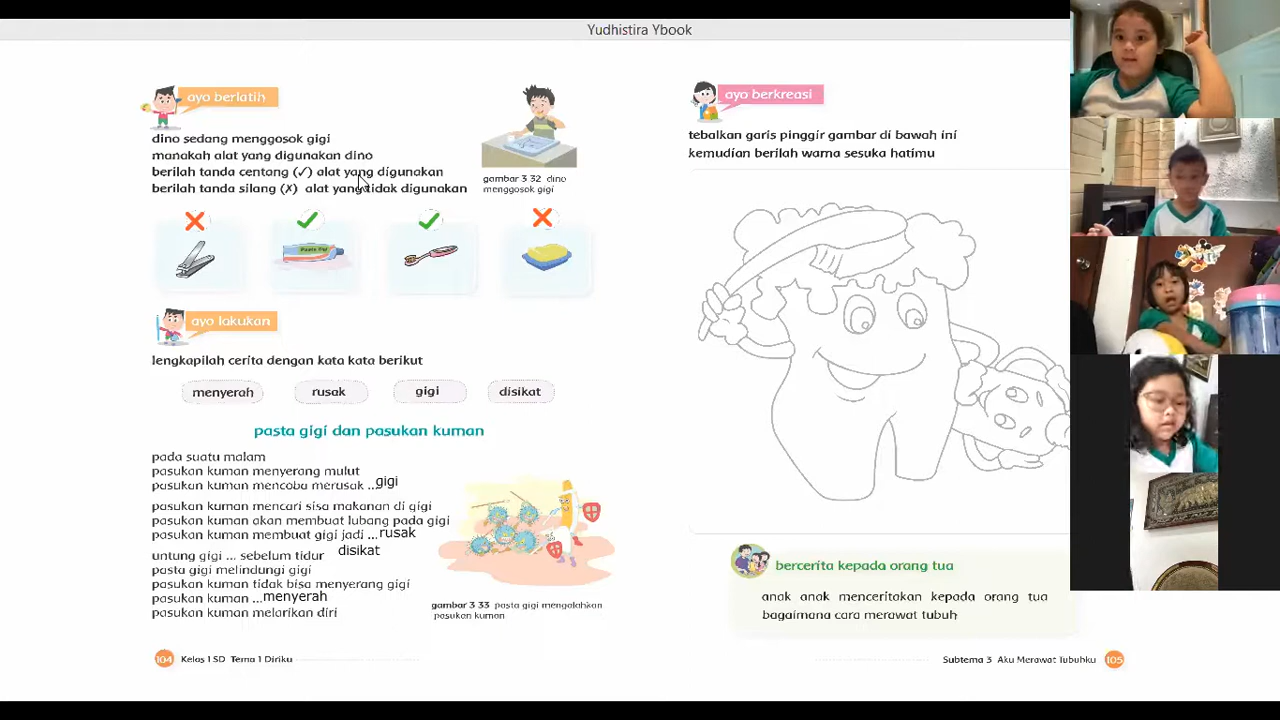 Yudhistira Ybook
ayo berlatih
dino sedang menggosok gigi
manakah alat yang digunakan dino
berilah tanda centang (✓) alat yang digunakan
berilah tanda silang (✗) alat yang tidak digunakan
gambar 3 32 dino
menggosok gigi
Pasta Gigi
ayo lakukan
lengkapilah cerita dengan kata kata berikut
menyerah rusak gigi disikat
pasta gigi dan pasukan kuman
pada suatu malam
pasukan kuman menyerang mulut
pasukan kuman mencoba merusak ...gigi
pasukan kuman mencari sisa makanan di gigi
pasukan kuman akan membuat lubang pada gigi
pasukan kuman membuat gigi jadi ...rusak
untung gigi ... sebelum tidur disikat
pasta gigi melindungi gigi
pasukan kuman tidak bisa menyerang gigi
pasukan kuman ...menyerah
pasukan kuman melarikan diri
gambar 3 33 pasta gigi mengalahkan
pasukan kuman
104 Kelas 1 SD Tema 1 Diriku
ayo berkreasi
tebalkan garis pinggir gambar di bawah ini
kemudian berilah warna sesuka hatimu
bercerita kepada orang tua
anak anak menceritakan kepada orang tua
bagaimana cara merawat tubuh
Subtema 3 Aku Merawat Tubuhku 105